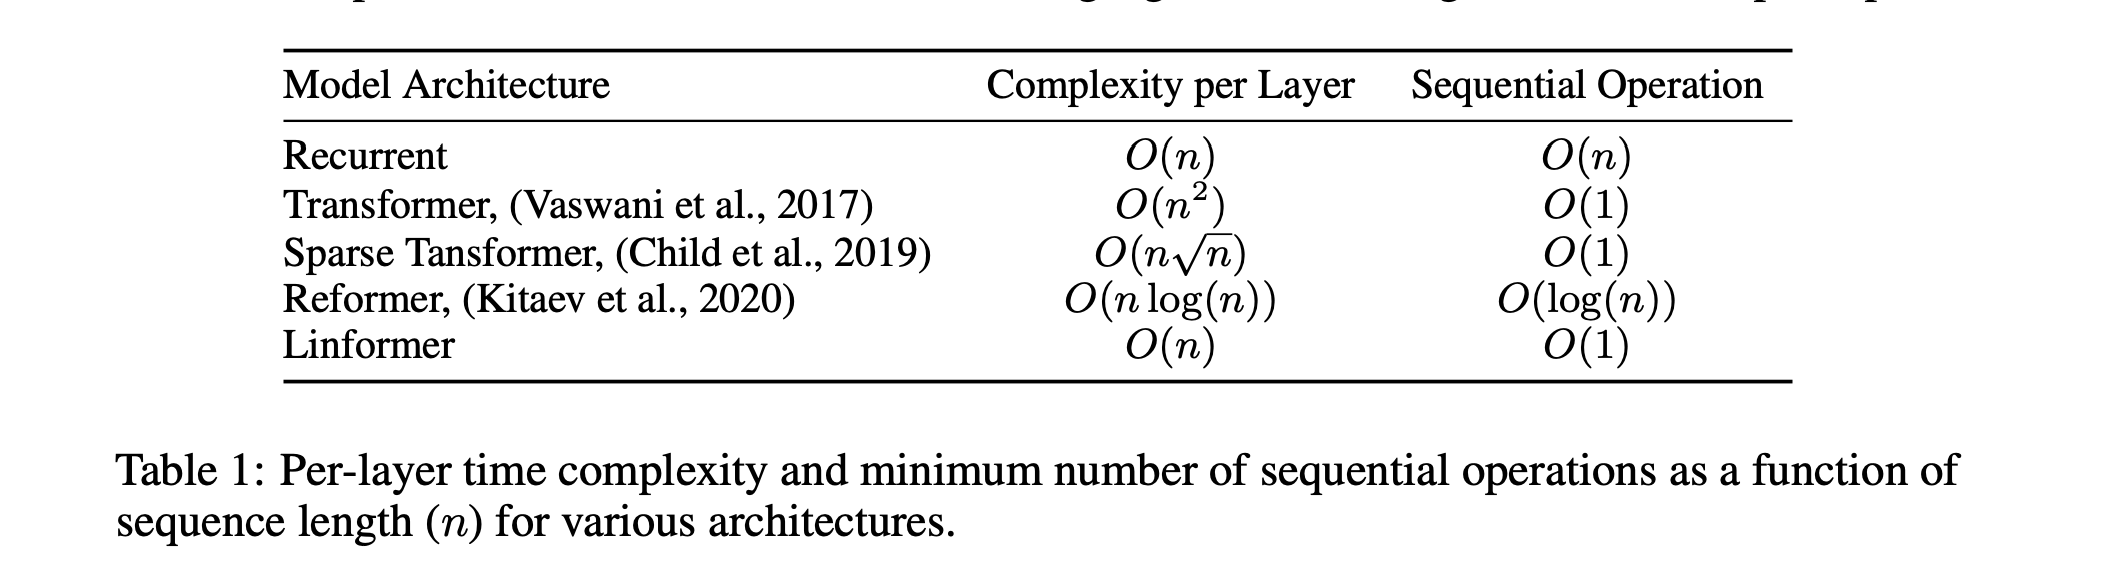 Model Architecture Complexity per Layer Sequential Operation
Recurrent O(n) O(n)
Transformer, (Vaswani et al., 2017) O(n²) O(1)
Sparse Tansformer, (Child et al., 2019) O(n√n) O(1)
Reformer, (Kitaev et al., 2020) O(n log(n)) O(log(n))
Linformer O(n) O(1)
Table 1: Per-layer time complexity and minimum number of sequential operations as a function of
sequence length (n) for various architectures.